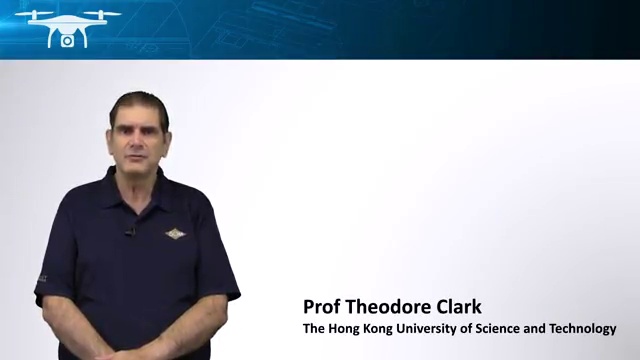 Prof Theodore Clark
The Hong Kong University of Science and Technology